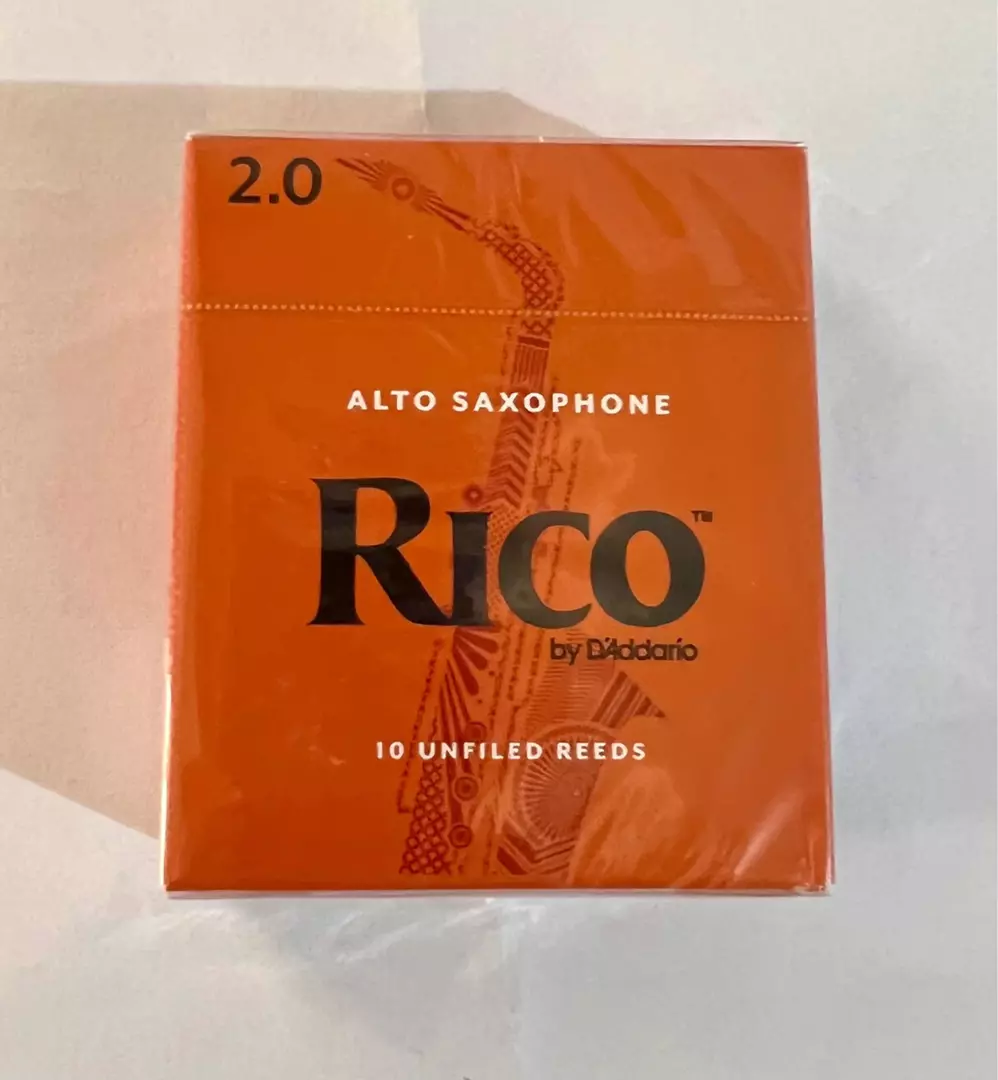 2.0
ALTO SAXOPHONE
RICO™
by D'Addario
10 UNFILED REEDS